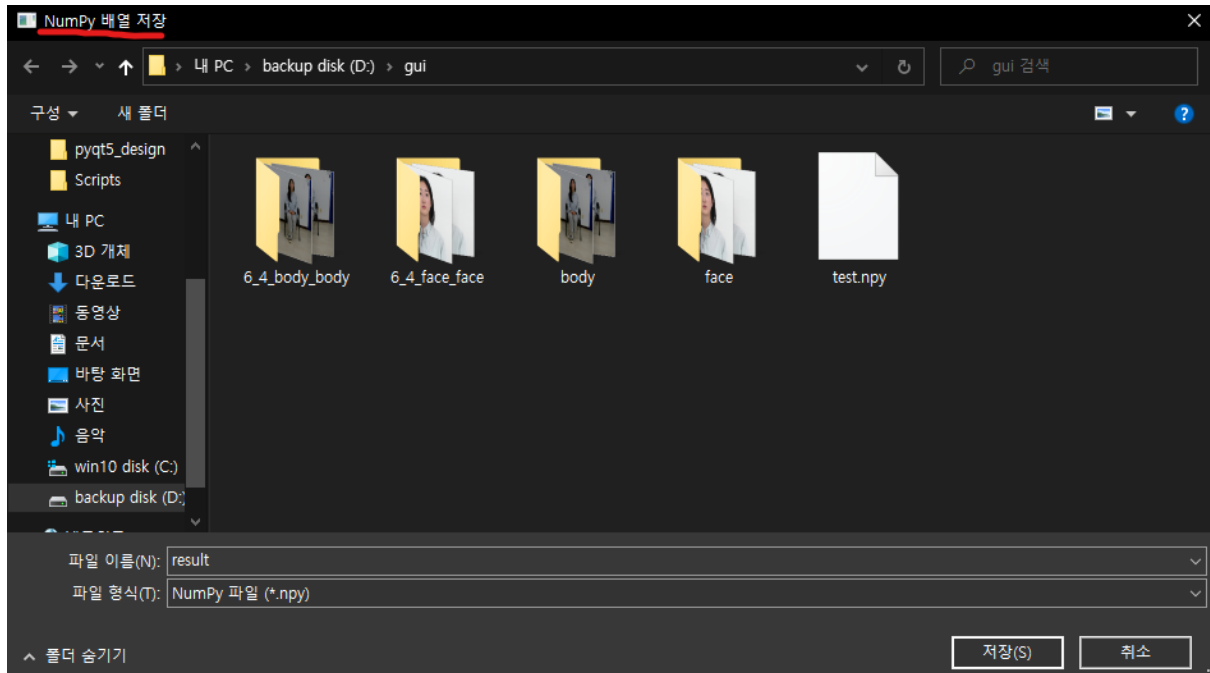 NumPy 배열 저장
내 PC > backup disk (D:) > gui
gui 검색
구성
새 폴더
pyqt5_design
Scripts
내 PC
3D 개체
다운로드
동영상
문서
바탕 화면
사진
음악
win10 disk (C:)
backup disk (D:)
6_4_body_body
6_4_face_face
body
face
test.npy
파일 이름(N): result
파일 형식(T): NumPy 파일 (*.npy)
폴더 숨기기
저장(S)
취소